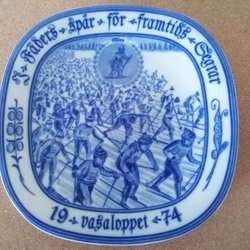 I · Fäders · spår · för · framtids · Segrar
19 · vasaloppet · 74